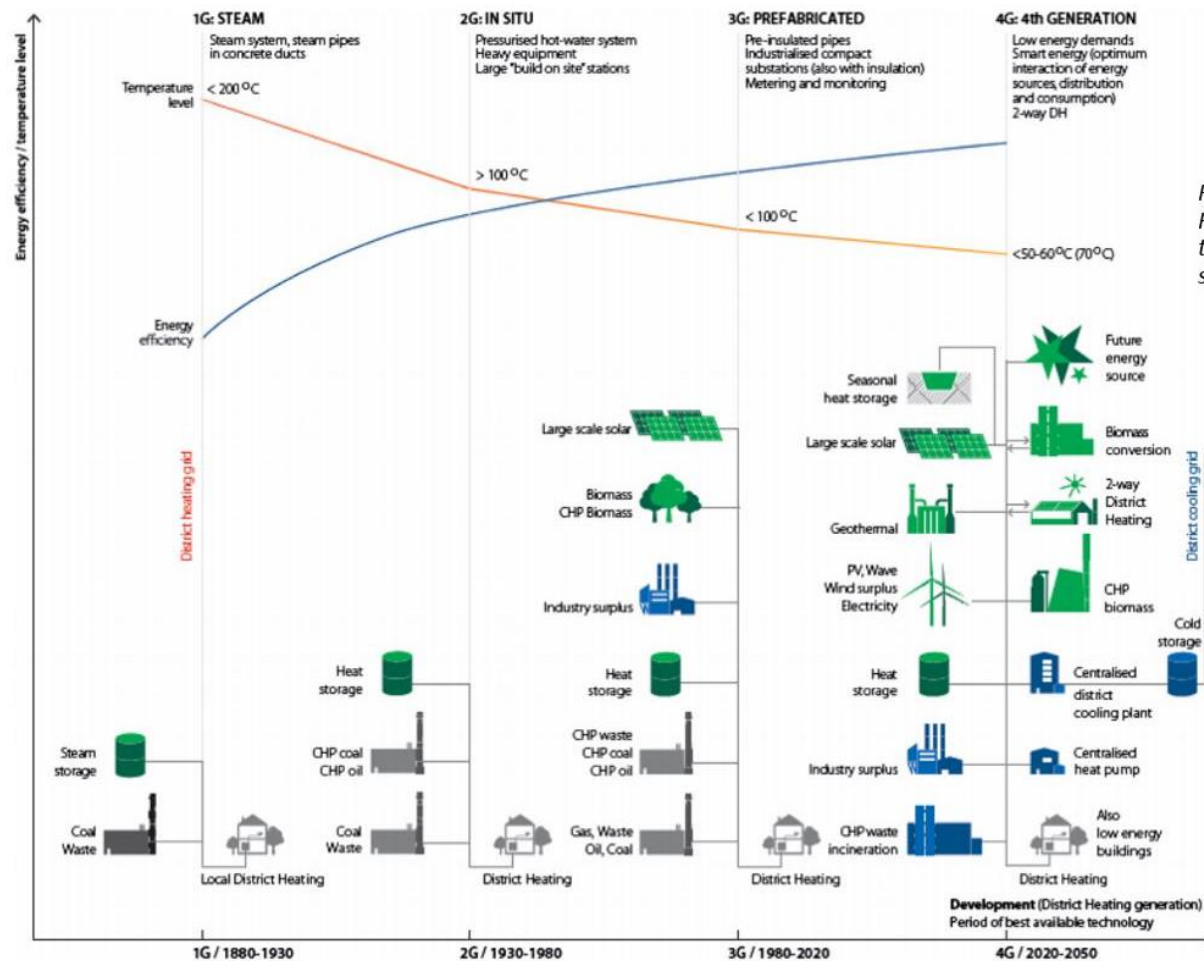 1G: STEAM
Steam system, steam pipes
in concrete ducts
2G: IN SITU
Pressurised hot-water system
Heavy equipment
Large "build on site" stations
3G: PREFABRICATED
Pre-insulated pipes
Industrialised compact
substations (also with insulation)
Metering and monitoring
4G: 4th GENERATION
Low energy demands
Smart energy (optimum
interaction of energy
sources, distribution
and consumption)
2-way DH
Energy efficiency / temperature level
Temperature
level
< 200 °C
> 100 °C
< 100 °C
<50-60°C (70°C)
Energy
efficiency
District heating grid
Steam
storage
Coal
Waste
Local District Heating
Heat
storage
CHP coal
CHP oil
Coal
Waste
District Heating
Large scale solar
Biomass
CHP Biomass
Industry surplus
Heat
storage
CHP waste
CHP coal
CHP oil
Gas, Waste
Oil, Coal
District Heating
Seasonal
heat storage
Large scale solar
Geothermal
PV, Wave
Wind surplus
Electricity
Heat
storage
Industry surplus
CHP waste
incineration
Future
energy
source
Biomass
conversion
2-way
District
Heating
CHP
biomass
Cold
storage
Centralised
district
cooling plant
Centralised
heat pump
Also
low energy
buildings
District Heating
District cooling grid
Development (District Heating generation)
Period of best available technology
1G / 1880-1930
2G / 1930-1980
3G / 1980-2020
4G / 2020-2050